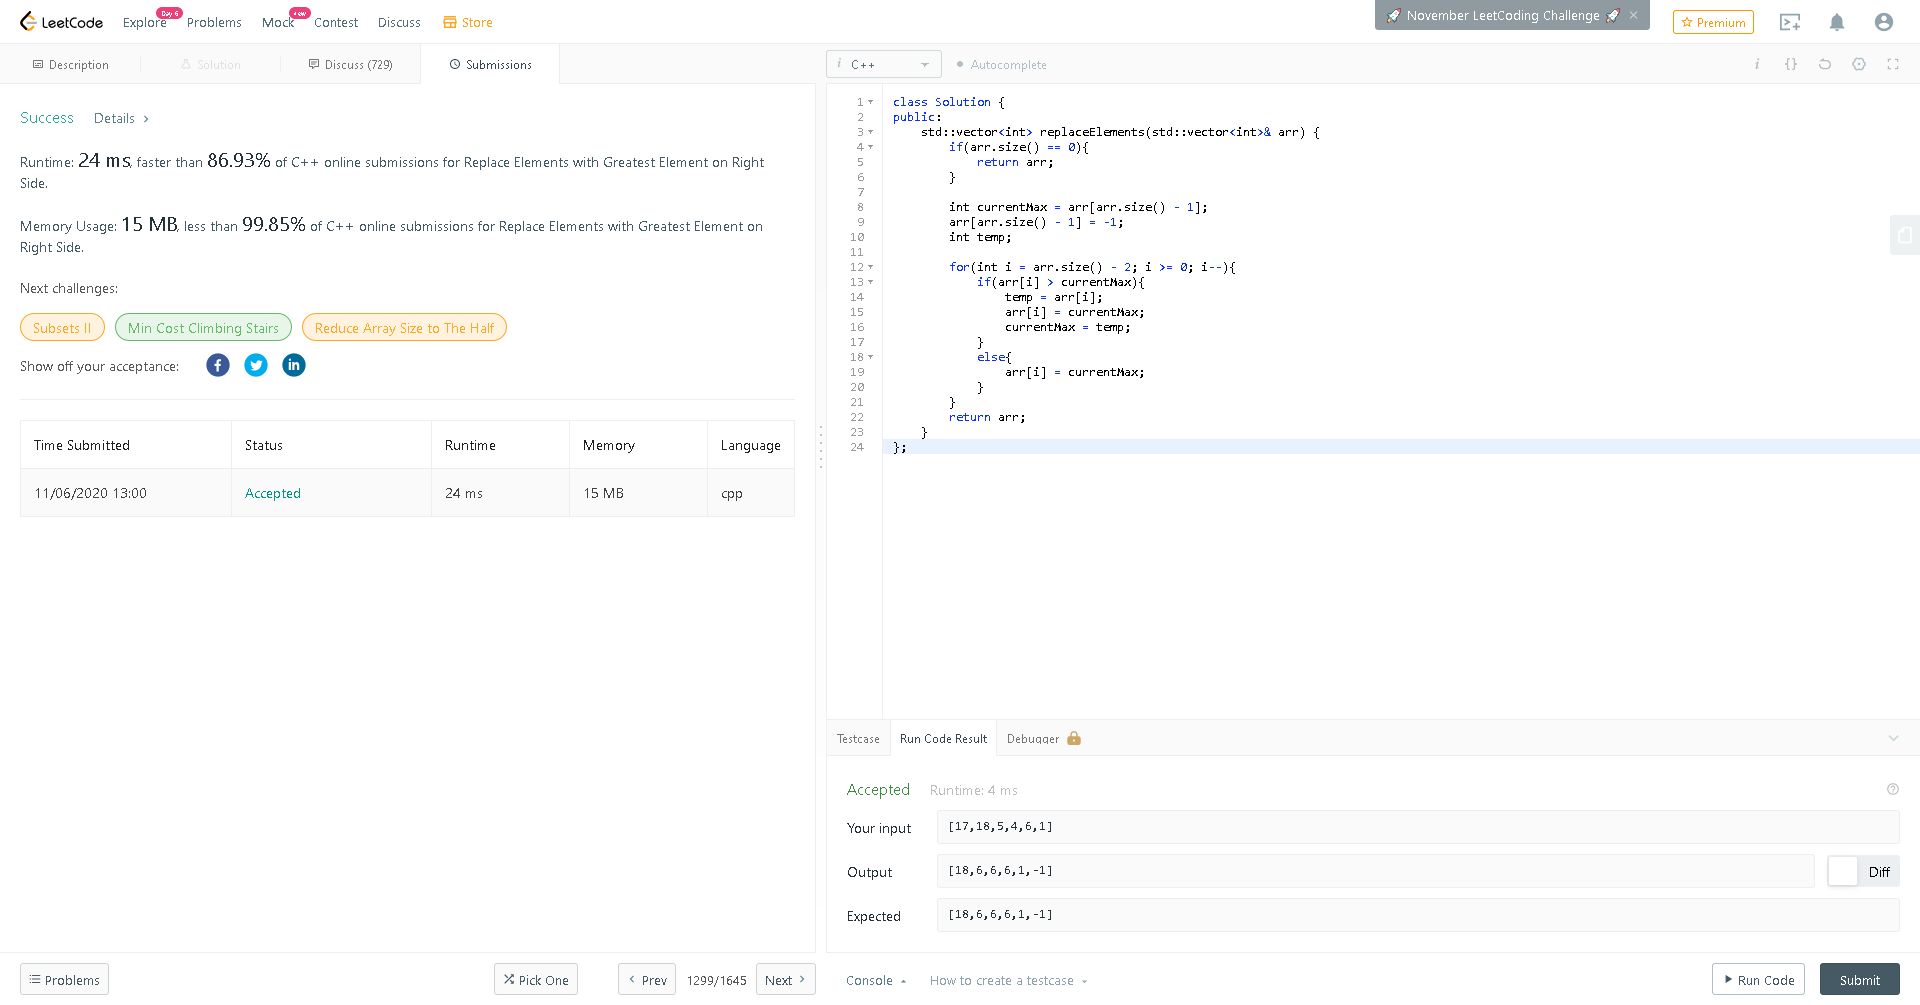 LeetCode Explore Day 6 Problems Mock New Contest Discuss Store
🚀 November LeetCoding Challenge 🚀 ×
Premium
Description Solution Discuss (729) Submissions
Success Details >
Runtime: 24 ms, faster than 86.93% of C++ online submissions for Replace Elements with Greatest Element on Right
Side.
Memory Usage: 15 MB, less than 99.85% of C++ online submissions for Replace Elements with Greatest Element on
Right Side.
Next challenges:
Subsets II Min Cost Climbing Stairs Reduce Array Size to The Half
Show off your acceptance:
Time Submitted Status Runtime Memory Language
11/06/2020 13:00 Accepted 24 ms 15 MB cpp
Problems Pick One < Prev 1299/1645 Next >
i C++ Autocomplete
i {}
1 class Solution {
2 public:
3     std::vector<int> replaceElements(std::vector<int>& arr) {
4         if(arr.size() == 0){
5             return arr;
6         }
7
8         int currentMax = arr[arr.size() - 1];
9         arr[arr.size() - 1] = -1;
10         int temp;
11
12         for(int i = arr.size() - 2; i >= 0; i--){
13             if(arr[i] > currentMax){
14                 temp = arr[i];
15                 arr[i] = currentMax;
16                 currentMax = temp;
17             }
18             else{
19                 arr[i] = currentMax;
20             }
21         }
22         return arr;
23     }
24 };
Testcase Run Code Result Debugger
Accepted Runtime: 4 ms
Your input [17,18,5,4,6,1]
Output [18,6,6,6,1,-1] Diff
Expected [18,6,6,6,1,-1]
Console How to create a testcase Run Code Submit